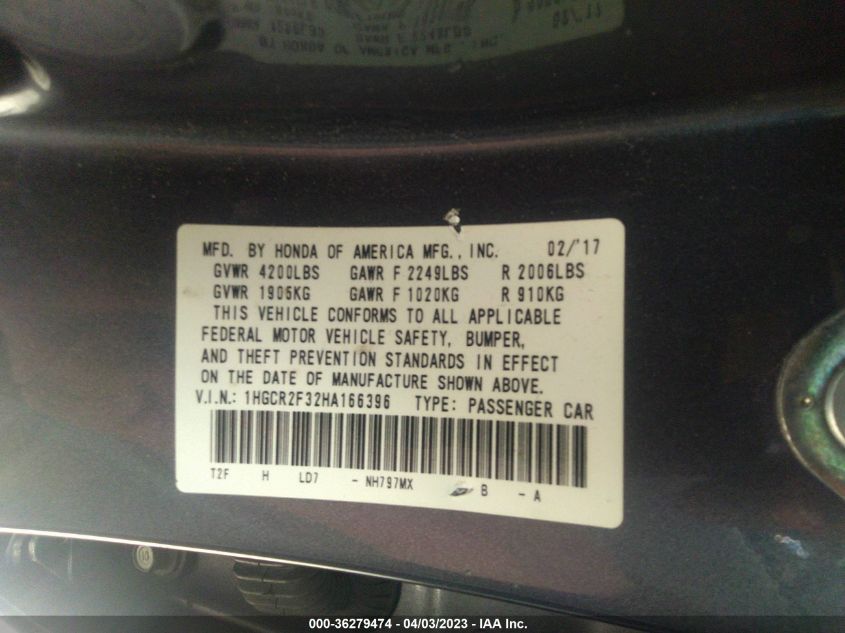 MFD. BY HONDA OF AMERICA MFG., INC. 02/'17
GVWR 4200LBS GAWR F 2249LBS R 2006LBS
GVWR 1905KG GAWR F 1020KG R 910KG
THIS VEHICLE CONFORMS TO ALL APPLICABLE
FEDERAL MOTOR VEHICLE SAFETY, BUMPER,
AND THEFT PREVENTION STANDARDS IN EFFECT
ON THE DATE OF MANUFACTURE SHOWN ABOVE.
V.I.N.: 1HGCR2F32HA166396 TYPE: PASSENGER CAR
T2F H LD7 - NH797MX B - A
000-36279474 - 04/03/2023 - IAA Inc.